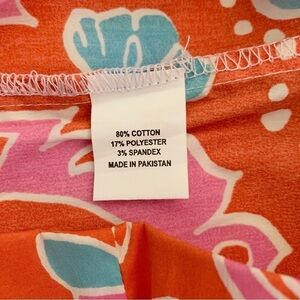 80% COTTON
17% POLYESTER
3% SPANDEX
MADE IN PAKISTAN